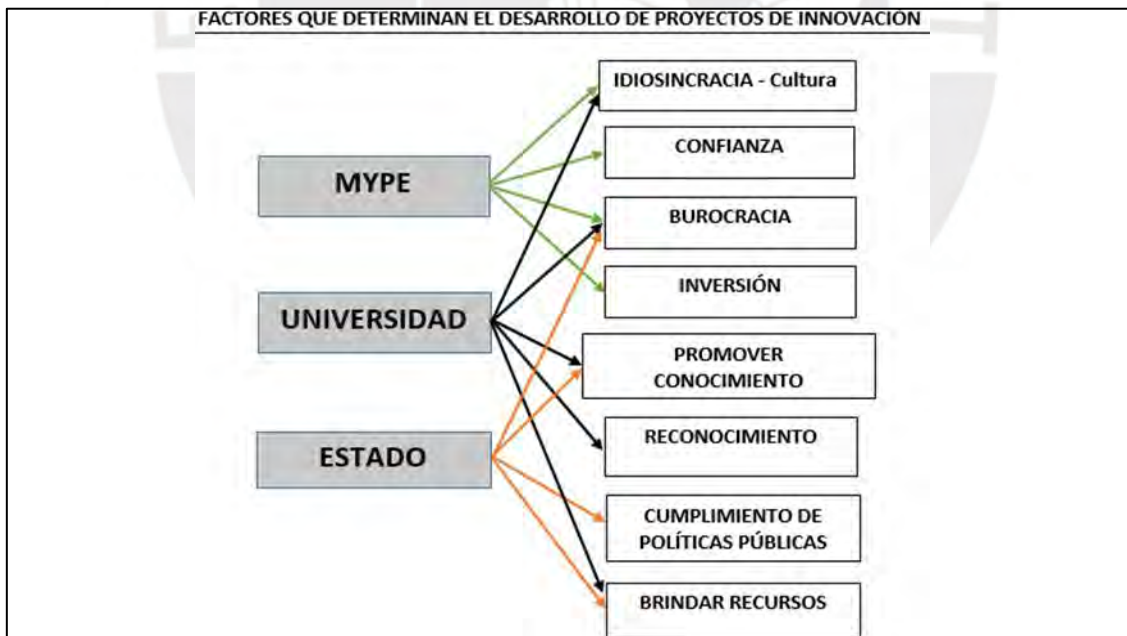 FACTORES QUE DETERMINAN EL DESARROLLO DE PROYECTOS DE INNOVACIÓN
MYPE
UNIVERSIDAD
ESTADO
IDIOSINCRACIA - Cultura
CONFIANZA
BUROCRACIA
INVERSIÓN
PROMOVER
CONOCIMIENTO
RECONOCIMIENTO
CUMPLIMIENTO DE
POLÍTICAS PÚBLICAS
BRINDAR RECURSOS